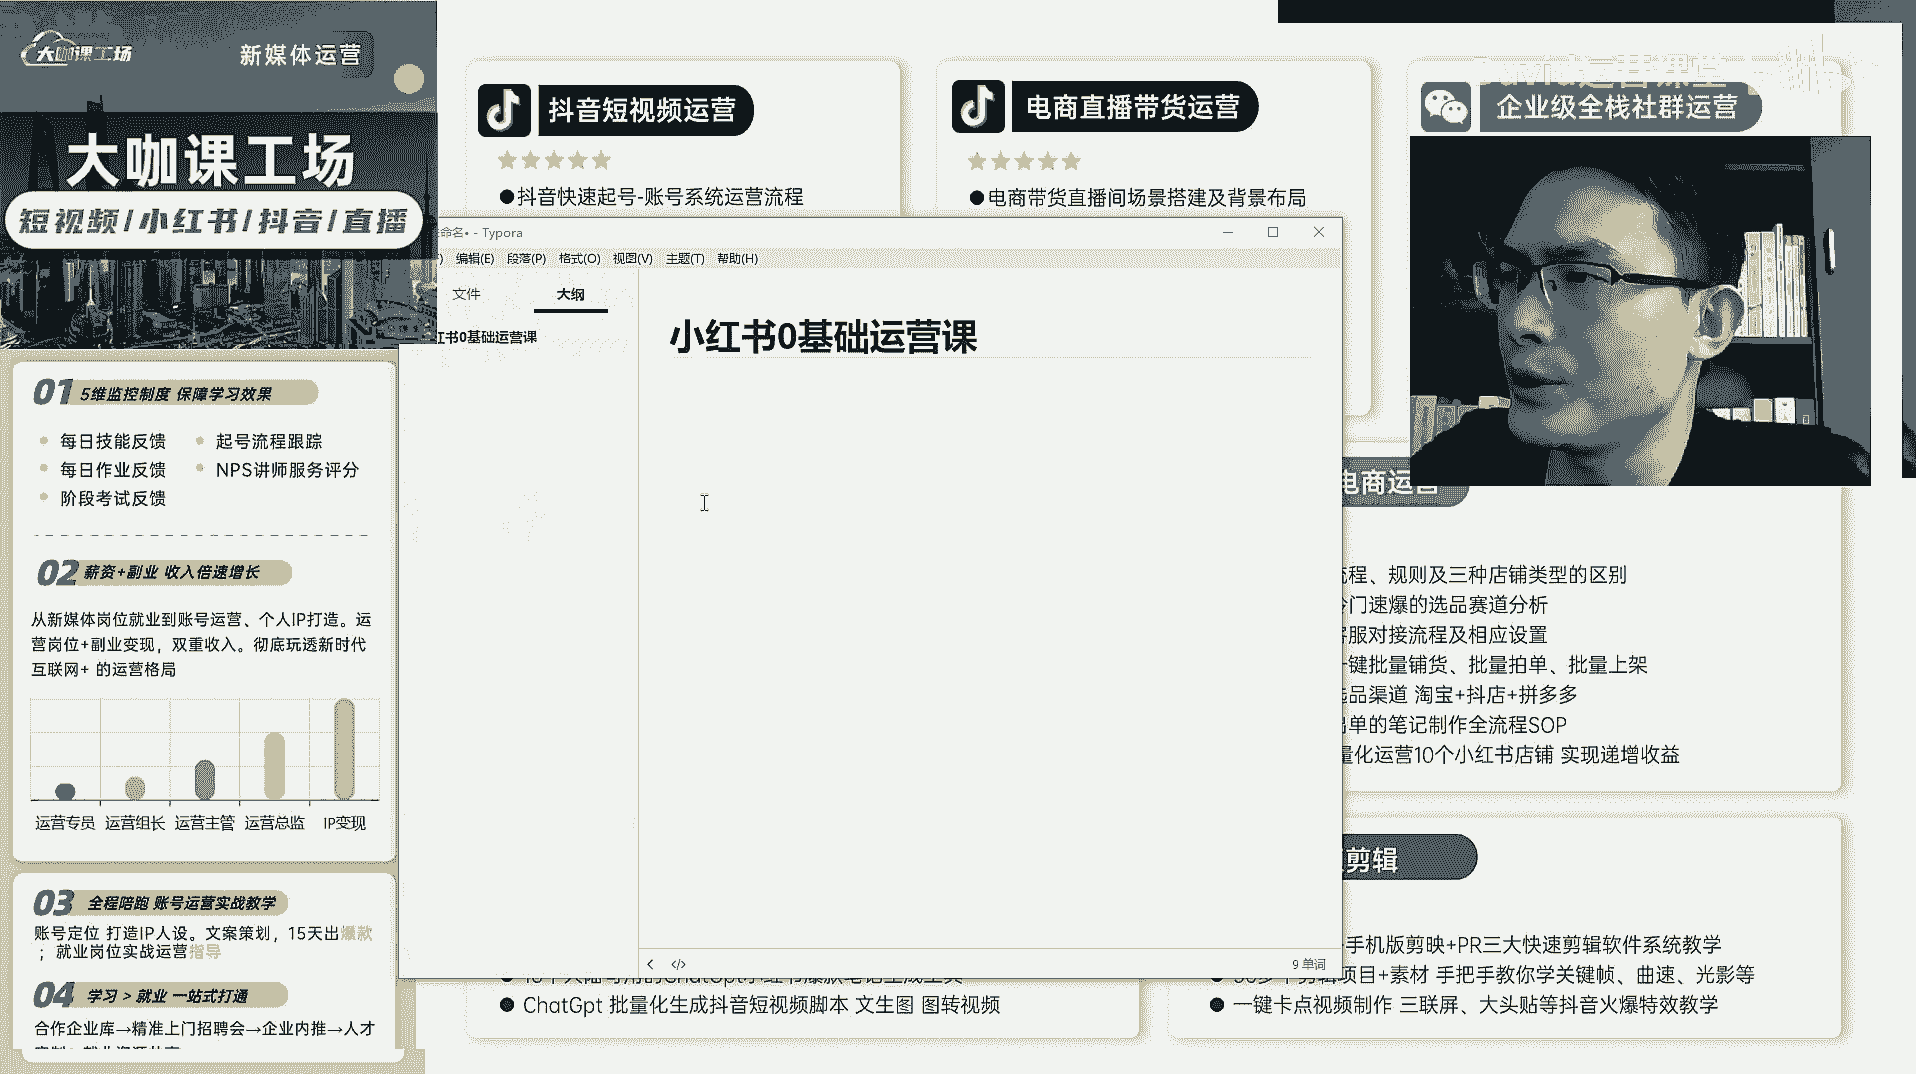 大咖课工场
新媒体运营
大咖课工场
短视频/小红书/抖音/直播
01 5维监控制度 保障学习效果
每日技能反馈
起号流程跟踪
每日作业反馈
NPS讲师服务评分
阶段考试反馈
02 薪资+副业 收入倍速增长
从新媒体岗位就业到账号运营、个人IP打造。运
营岗位+副业变现，双重收入。彻底玩透新时代
互联网+ 的运营格局
运营专员 运营组长 运营主管 运营总监 IP变现
03 全程陪跑 账号运营实战教学
账号定位 打造IP人设。文案策划，15天出爆款
；就业岗位实战运营指导
04 学习 > 就业 一站式打通
合作企业库→精准上门招聘会→企业内推→人才
抖音短视频运营
●抖音快速起号-账号系统运营流程
电商直播带货运营
●电商带货直播间场景搭建及背景布局
企业级全栈社群运营
命名• - Typora
编辑(E) 段落(P) 格式(O) 视图(V) 主题(T) 帮助(H)
文件
大纲
红书0基础运营课
小红书0基础运营课
9 单词
电商运营
流程、规则及三种店铺类型的区别
冷门速爆的选品赛道分析
客服对接流程及相应设置
一键批量铺货、批量拍单、批量上架
选品渠道 淘宝+抖店+拼多多
出单的笔记制作全流程SOP
量化运营10个小红书店铺 实现递增收益
剪辑
手机版剪映+PR三大快速剪辑软件系统教学
项目+素材 手把手教你学关键帧、曲速、光影等
●一键卡点视频制作 三联屏、大头贴等抖音火爆特效教学
●ChatGpt 批量化生成抖音短视频脚本 文生图 图转视频